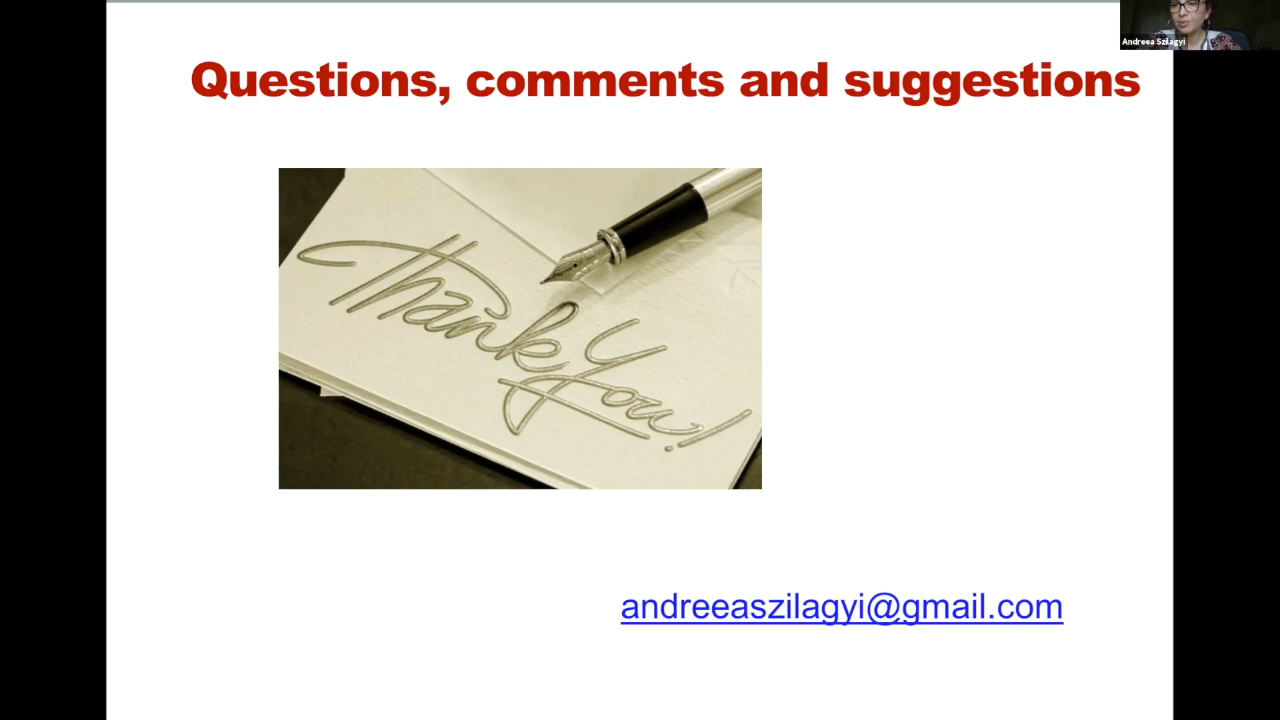 Andreea Szilagyi
Questions, comments and suggestions
Thank You!
andreeaszilagyi@gmail.com